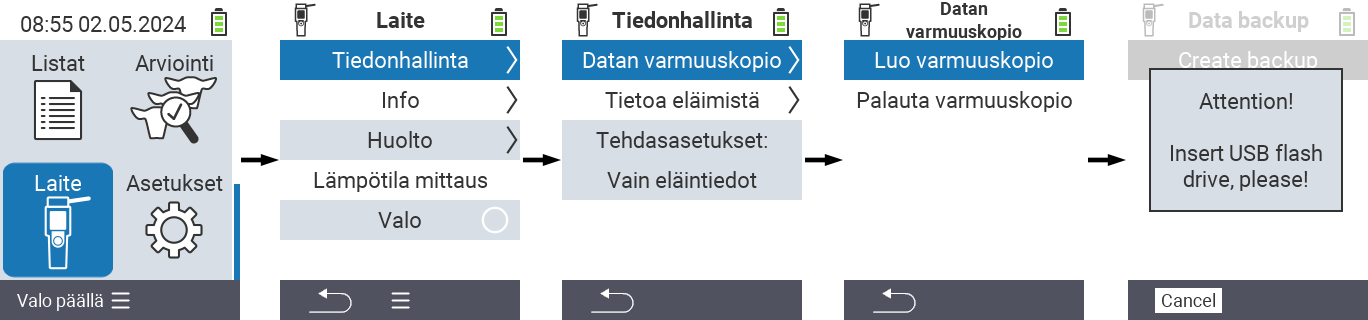 08:55 02.05.2024
Listat
Arviointi
Laite
Asetukset
Valo päällä
Laite
Tiedonhallinta
Info
Huolto
Lämpötila mittaus
Valo
Tiedonhallinta
Datan varmuuskopio
Tietoa eläimistä
Tehdasasetukset:
Vain eläintiedot
Datan
varmuuskopio
Luo varmuuskopio
Palauta varmuuskopio
Data backup
Create backup
Attention!
Insert USB flash
drive, please!
Cancel